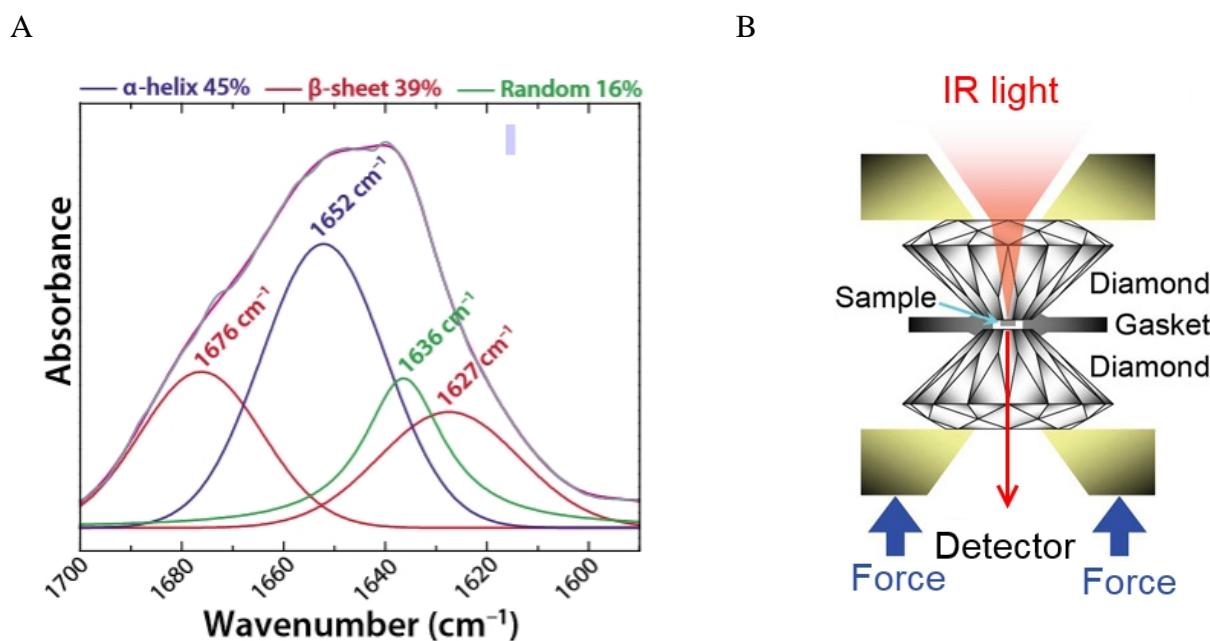 A
B
α-helix 45% β-sheet 39% Random 16%
Absorbance
1676 cm⁻¹
1652 cm⁻¹
1636 cm⁻¹
1627 cm⁻¹
1700 1680 1660 1640 1620 1600
Wavenumber (cm⁻¹)
IR light
Sample
Diamond
Gasket
Diamond
Detector
Force
Force